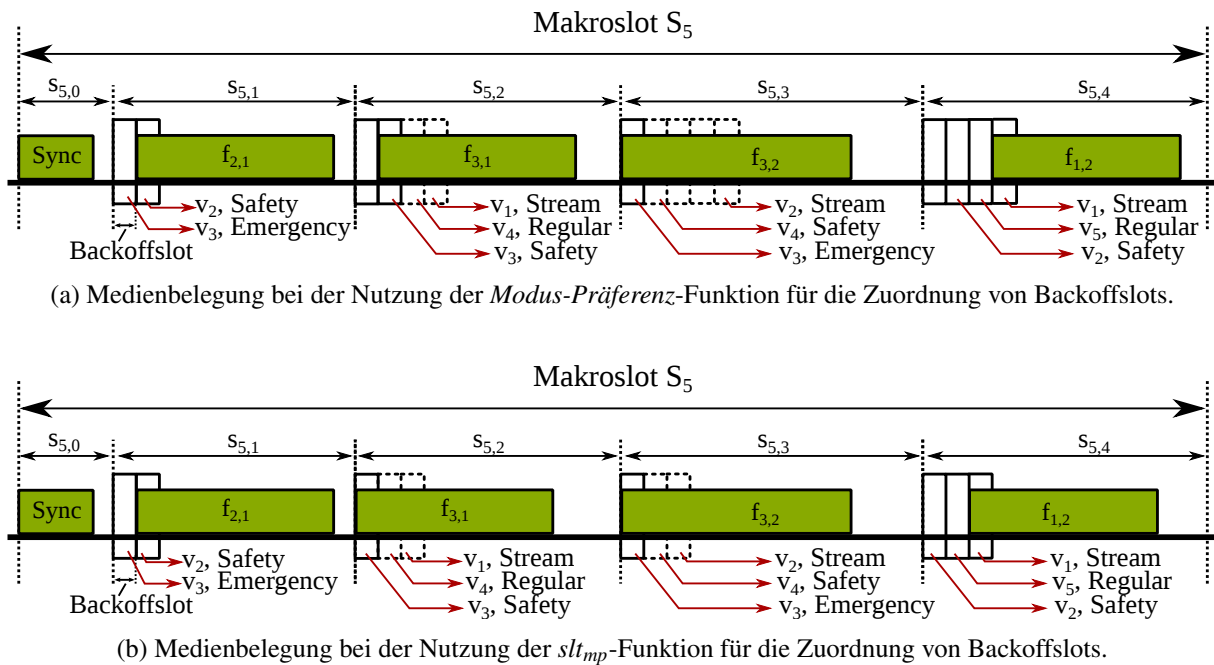 Makroslot S₅
s₅,₀ s₅,₁ s₅,₂ s₅,₃ s₅,₄
Sync f₂,₁ f₃,₁ f₃,₂ f₁,₂
v₂, Safety v₁, Stream v₂, Stream v₁, Stream
v₃, Emergency v₄, Regular v₄, Safety v₅, Regular
Backoffslot v₃, Safety v₃, Emergency v₂, Safety
(a) Medienbelegung bei der Nutzung der Modus-Präferenz-Funktion für die Zuordnung von Backoffslots.
Makroslot S₅
s₅,₀ s₅,₁ s₅,₂ s₅,₃ s₅,₄
Sync f₂,₁ f₃,₁ f₃,₂ f₁,₂
v₂, Safety v₁, Stream v₂, Stream v₁, Stream
v₃, Emergency v₄, Regular v₄, Safety v₅, Regular
Backoffslot v₃, Safety v₃, Emergency v₂, Safety
(b) Medienbelegung bei der Nutzung der sltₘₚ-Funktion für die Zuordnung von Backoffslots.